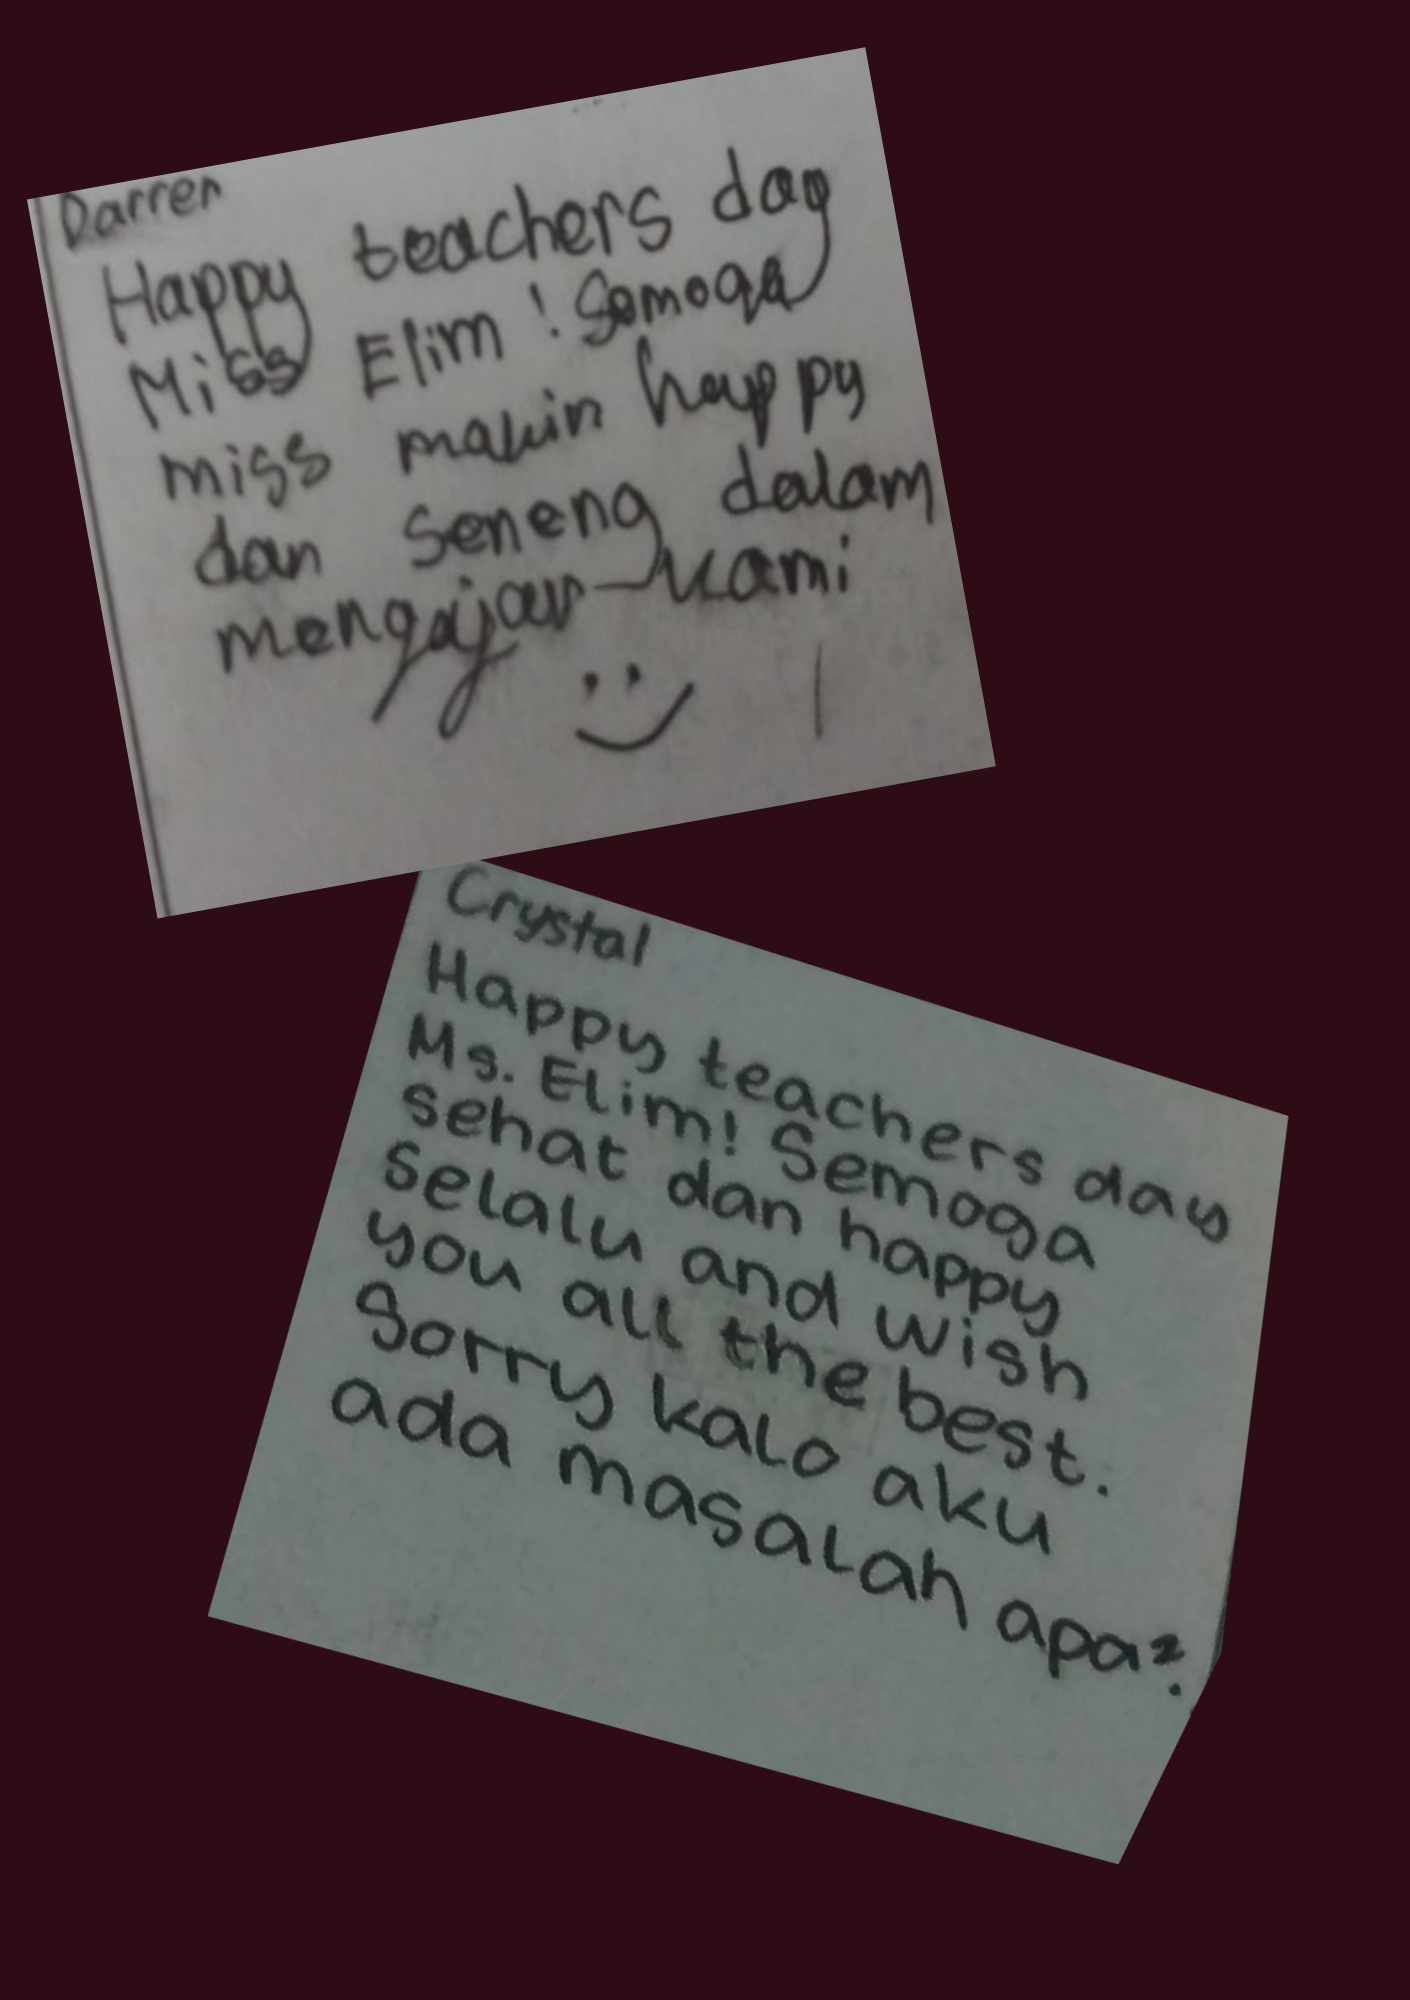 Darren
Happy teachers day
Miss Elim! Semoga
miss makin happy
dan seneng dalam
mengajar kami
Crystal
Happy teachers day
Ms. Elim! Semoga
sehat dan happy
selalu and wish
you all the best.
Sorry kalo aku
ada masalah apa2.